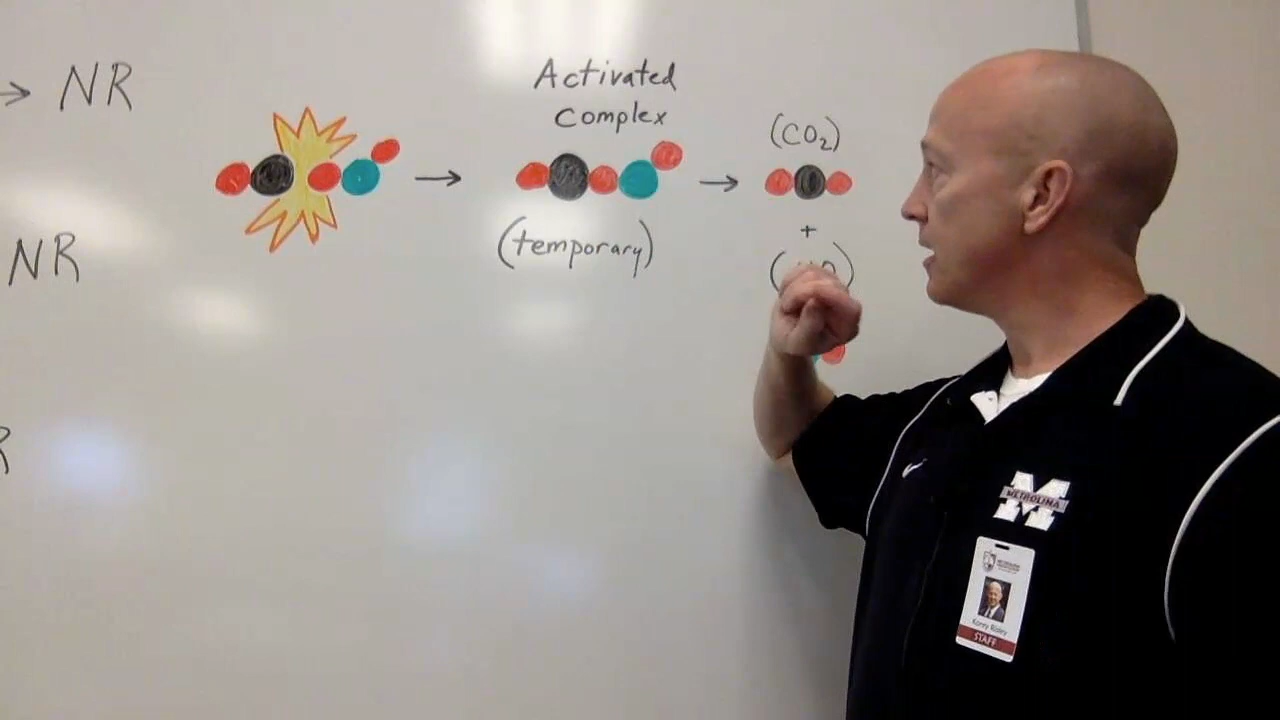 → NR
Activated
Complex
(CO₂)
→
→
+
(temporary)
NR
METROLINA
STAFF